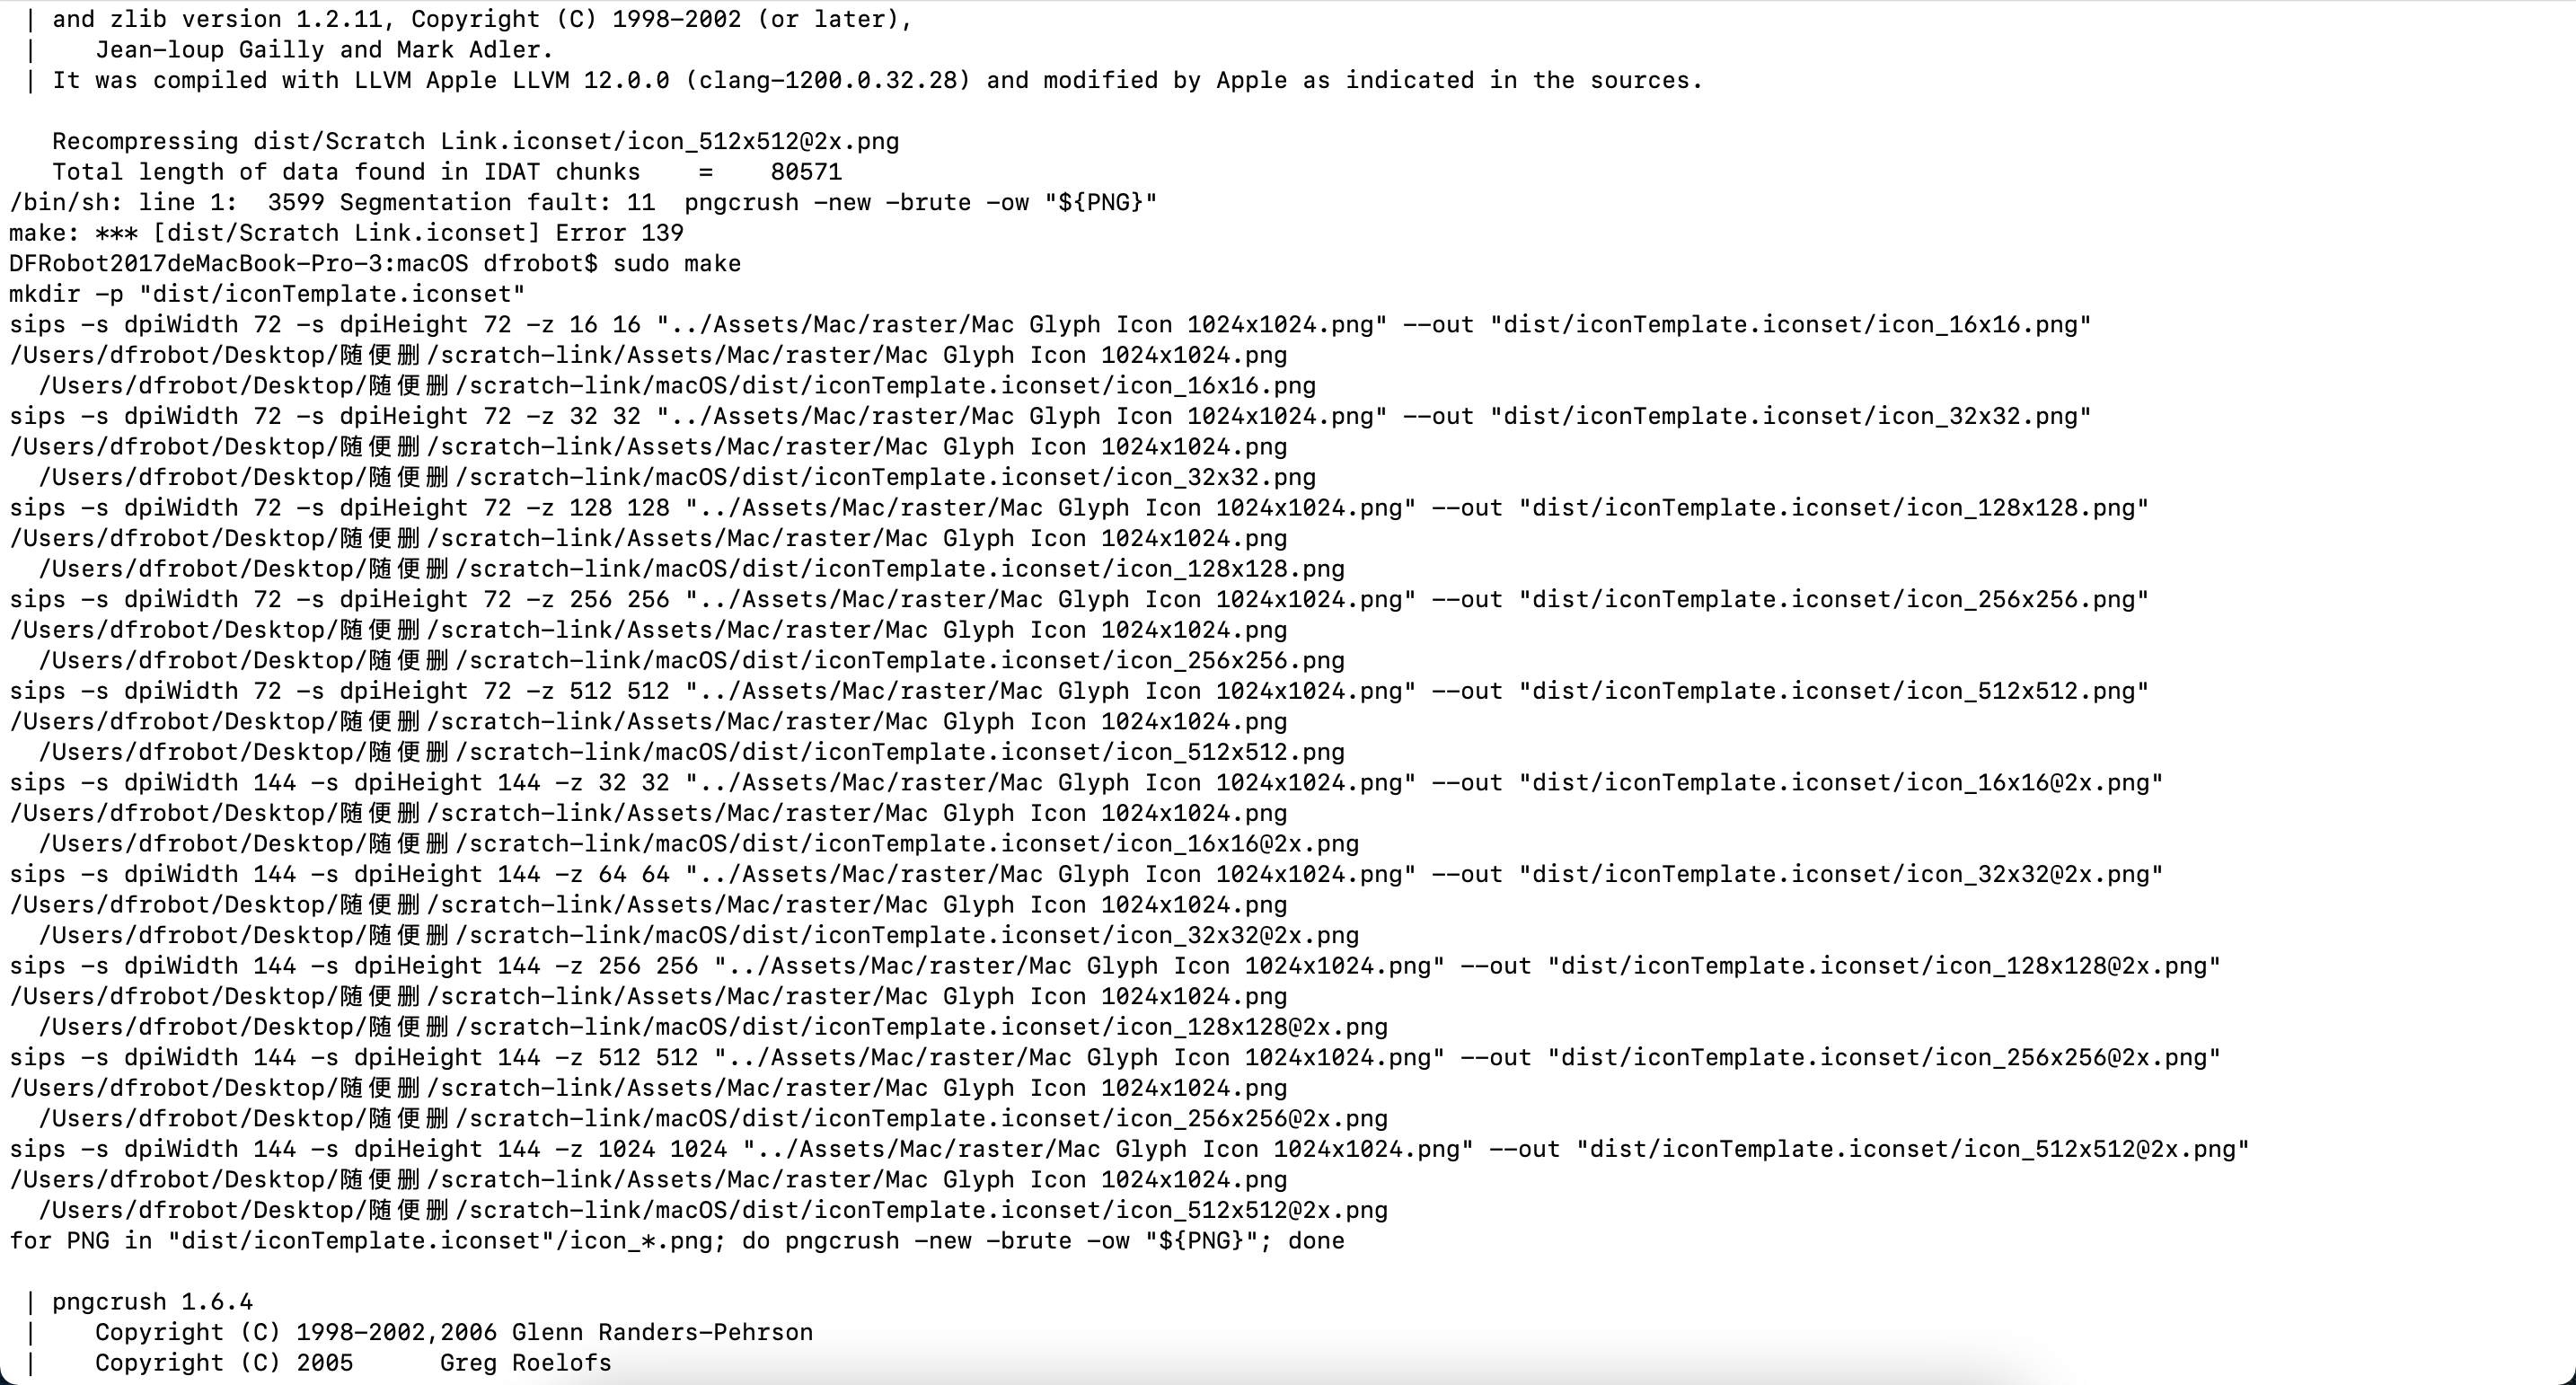 | and zlib version 1.2.11, Copyright (C) 1998-2002 (or later),
|    Jean-loup Gailly and Mark Adler.
| It was compiled with LLVM Apple LLVM 12.0.0 (clang-1200.0.32.28) and modified by Apple as indicated in the sources.
Recompressing dist/Scratch Link.iconset/icon_512x512@2x.png
Total length of data found in IDAT chunks    =    80571
/bin/sh: line 1:  3599 Segmentation fault: 11  pngcrush -new -brute -ow "${PNG}"
make: *** [dist/Scratch Link.iconset] Error 139
DFRobot2017deMacBook-Pro-3:macOS dfrobot$ sudo make
mkdir -p "dist/iconTemplate.iconset"
sips -s dpiWidth 72 -s dpiHeight 72 -z 16 16 "../Assets/Mac/raster/Mac Glyph Icon 1024x1024.png" --out "dist/iconTemplate.iconset/icon_16x16.png"
/Users/dfrobot/Desktop/随便删/scratch-link/Assets/Mac/raster/Mac Glyph Icon 1024x1024.png
/Users/dfrobot/Desktop/随便删/scratch-link/macOS/dist/iconTemplate.iconset/icon_16x16.png
sips -s dpiWidth 72 -s dpiHeight 72 -z 32 32 "../Assets/Mac/raster/Mac Glyph Icon 1024x1024.png" --out "dist/iconTemplate.iconset/icon_32x32.png"
/Users/dfrobot/Desktop/随便删/scratch-link/Assets/Mac/raster/Mac Glyph Icon 1024x1024.png
/Users/dfrobot/Desktop/随便删/scratch-link/macOS/dist/iconTemplate.iconset/icon_32x32.png
sips -s dpiWidth 72 -s dpiHeight 72 -z 128 128 "../Assets/Mac/raster/Mac Glyph Icon 1024x1024.png" --out "dist/iconTemplate.iconset/icon_128x128.png"
/Users/dfrobot/Desktop/随便删/scratch-link/Assets/Mac/raster/Mac Glyph Icon 1024x1024.png
/Users/dfrobot/Desktop/随便删/scratch-link/macOS/dist/iconTemplate.iconset/icon_128x128.png
sips -s dpiWidth 72 -s dpiHeight 72 -z 256 256 "../Assets/Mac/raster/Mac Glyph Icon 1024x1024.png" --out "dist/iconTemplate.iconset/icon_256x256.png"
/Users/dfrobot/Desktop/随便删/scratch-link/Assets/Mac/raster/Mac Glyph Icon 1024x1024.png
/Users/dfrobot/Desktop/随便删/scratch-link/macOS/dist/iconTemplate.iconset/icon_256x256.png
sips -s dpiWidth 72 -s dpiHeight 72 -z 512 512 "../Assets/Mac/raster/Mac Glyph Icon 1024x1024.png" --out "dist/iconTemplate.iconset/icon_512x512.png"
/Users/dfrobot/Desktop/随便删/scratch-link/Assets/Mac/raster/Mac Glyph Icon 1024x1024.png
/Users/dfrobot/Desktop/随便删/scratch-link/macOS/dist/iconTemplate.iconset/icon_512x512.png
sips -s dpiWidth 144 -s dpiHeight 144 -z 32 32 "../Assets/Mac/raster/Mac Glyph Icon 1024x1024.png" --out "dist/iconTemplate.iconset/icon_16x16@2x.png"
/Users/dfrobot/Desktop/随便删/scratch-link/Assets/Mac/raster/Mac Glyph Icon 1024x1024.png
/Users/dfrobot/Desktop/随便删/scratch-link/macOS/dist/iconTemplate.iconset/icon_16x16@2x.png
sips -s dpiWidth 144 -s dpiHeight 144 -z 64 64 "../Assets/Mac/raster/Mac Glyph Icon 1024x1024.png" --out "dist/iconTemplate.iconset/icon_32x32@2x.png"
/Users/dfrobot/Desktop/随便删/scratch-link/Assets/Mac/raster/Mac Glyph Icon 1024x1024.png
/Users/dfrobot/Desktop/随便删/scratch-link/macOS/dist/iconTemplate.iconset/icon_32x32@2x.png
sips -s dpiWidth 144 -s dpiHeight 144 -z 256 256 "../Assets/Mac/raster/Mac Glyph Icon 1024x1024.png" --out "dist/iconTemplate.iconset/icon_128x128@2x.png"
/Users/dfrobot/Desktop/随便删/scratch-link/Assets/Mac/raster/Mac Glyph Icon 1024x1024.png
/Users/dfrobot/Desktop/随便删/scratch-link/macOS/dist/iconTemplate.iconset/icon_128x128@2x.png
sips -s dpiWidth 144 -s dpiHeight 144 -z 512 512 "../Assets/Mac/raster/Mac Glyph Icon 1024x1024.png" --out "dist/iconTemplate.iconset/icon_256x256@2x.png"
/Users/dfrobot/Desktop/随便删/scratch-link/Assets/Mac/raster/Mac Glyph Icon 1024x1024.png
/Users/dfrobot/Desktop/随便删/scratch-link/macOS/dist/iconTemplate.iconset/icon_256x256@2x.png
sips -s dpiWidth 144 -s dpiHeight 144 -z 1024 1024 "../Assets/Mac/raster/Mac Glyph Icon 1024x1024.png" --out "dist/iconTemplate.iconset/icon_512x512@2x.png"
/Users/dfrobot/Desktop/随便删/scratch-link/Assets/Mac/raster/Mac Glyph Icon 1024x1024.png
/Users/dfrobot/Desktop/随便删/scratch-link/macOS/dist/iconTemplate.iconset/icon_512x512@2x.png
for PNG in "dist/iconTemplate.iconset"/icon_*.png; do pngcrush -new -brute -ow "${PNG}"; done
| pngcrush 1.6.4
|    Copyright (C) 1998-2002,2006 Glenn Randers-Pehrson
|    Copyright (C) 2005      Greg Roelofs